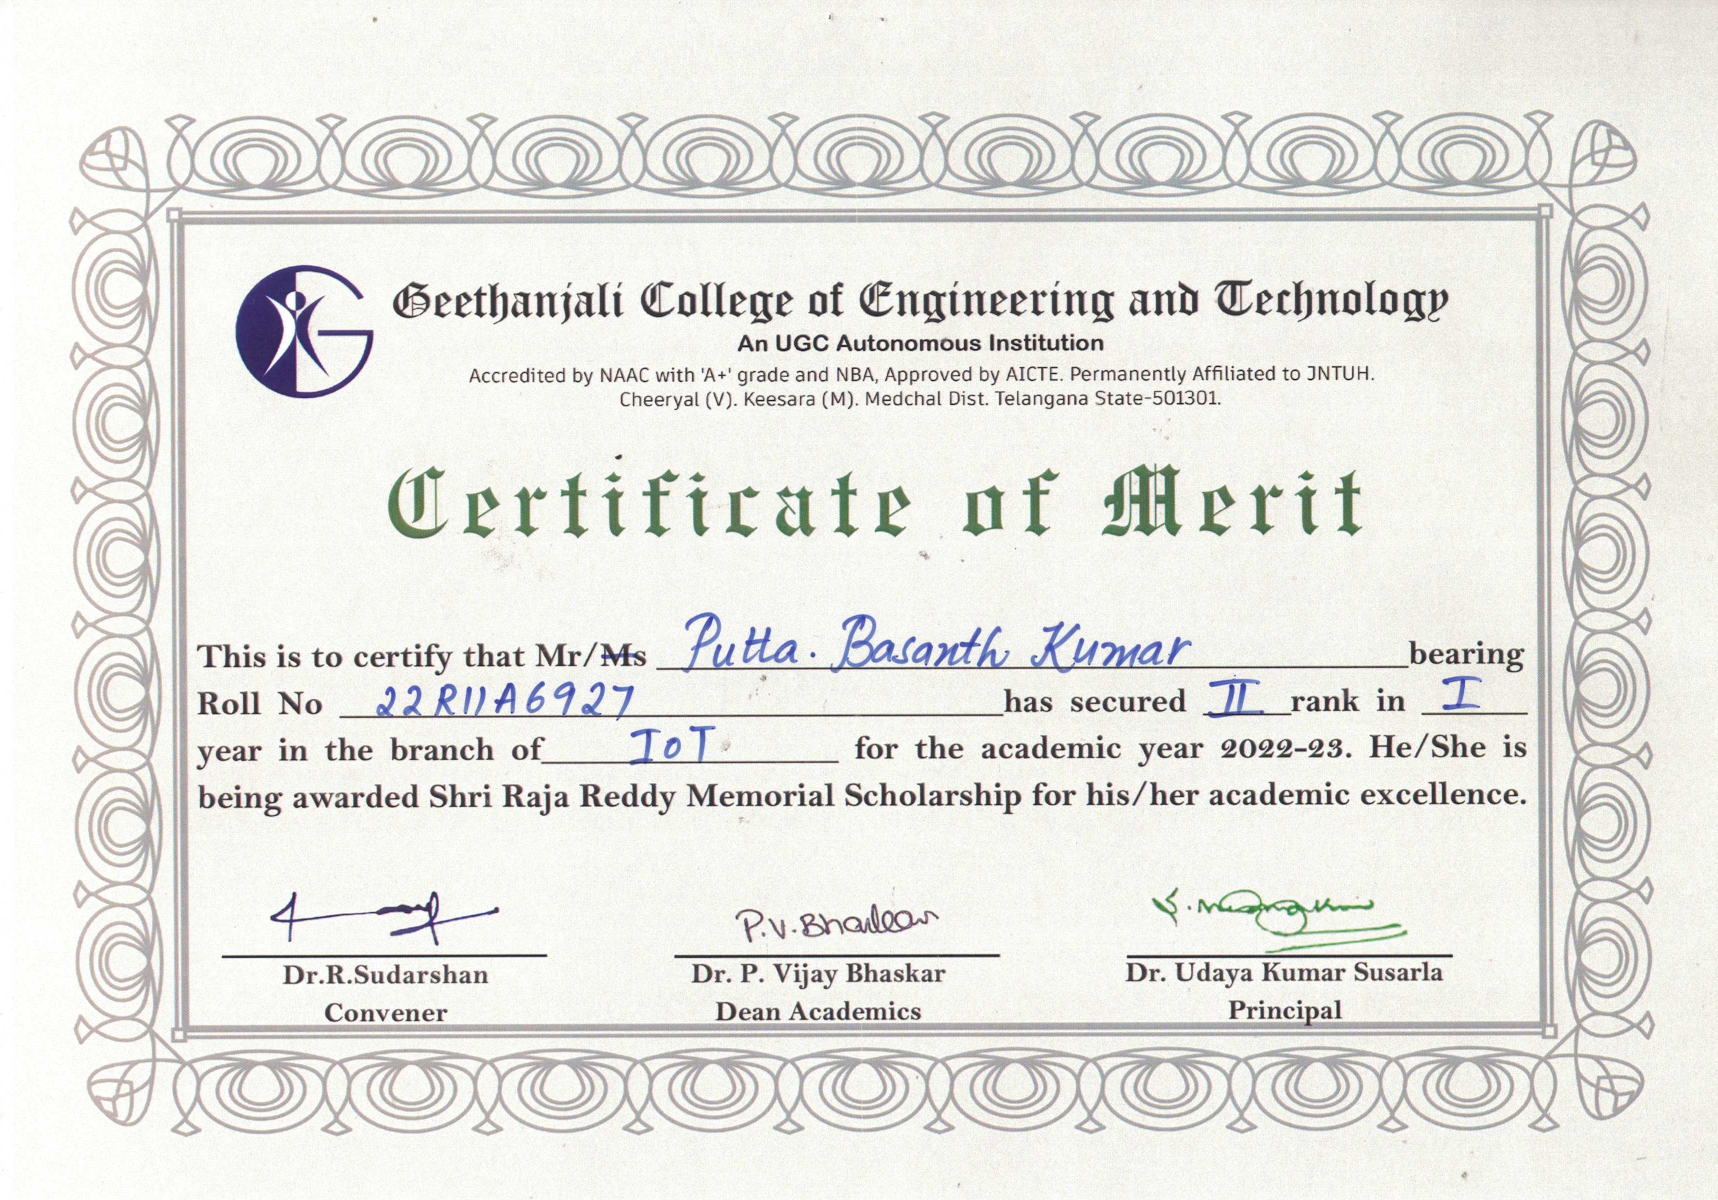 Geethanjali College of Engineering and Technology
An UGC Autonomous Institution
Accredited by NAAC with 'A+' grade and NBA, Approved by AICTE. Permanently Affiliated to JNTUH.
Cheeryal (V). Keesara (M). Medchal Dist. Telangana State-501301.
Certificate of Merit
This is to certify that Mr/Ms Putta. Basanth Kumar bearing
Roll No 22R11A6927 has secured II rank in I
year in the branch of IoT for the academic year 2022-23. He/She is
being awarded Shri Raja Reddy Memorial Scholarship for his/her academic excellence.
P.V.Bhaskar
Dr.R.Sudarshan Dr. P. Vijay Bhaskar Dr. Udaya Kumar Susarla
Convener Dean Academics Principal